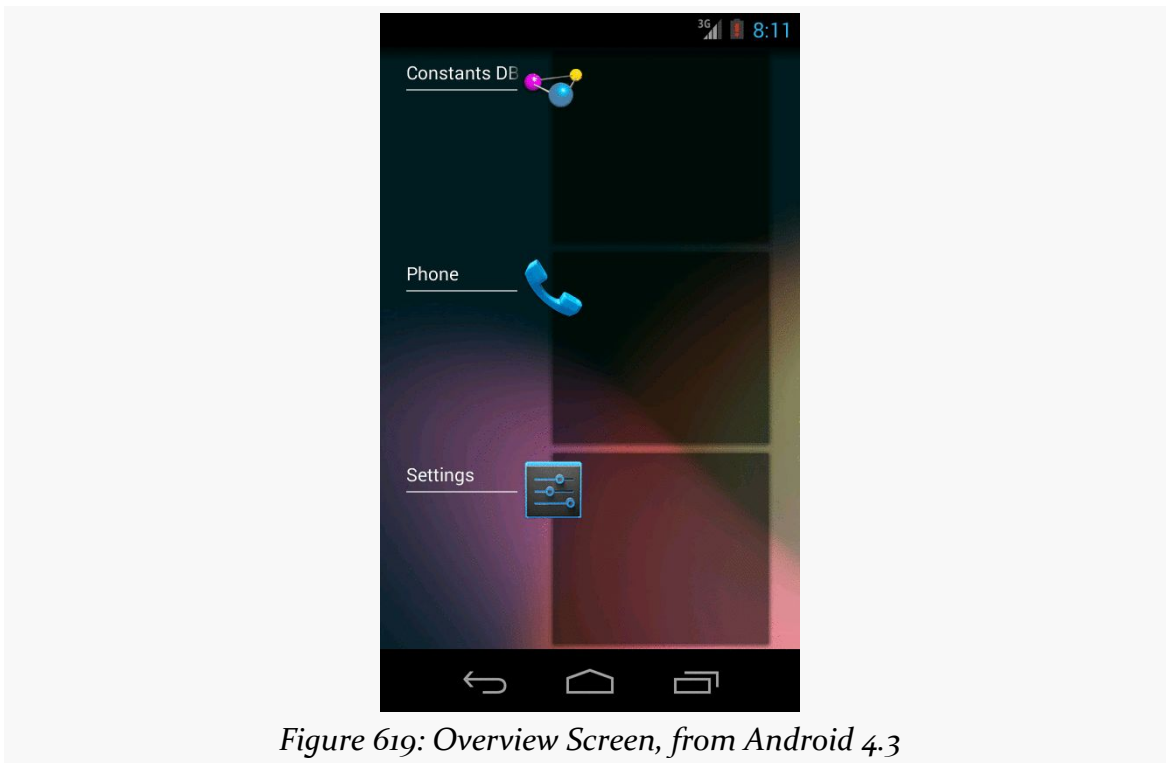 3G 8:11
Constants DB
Phone
Settings
Figure 619: Overview Screen, from Android 4.3